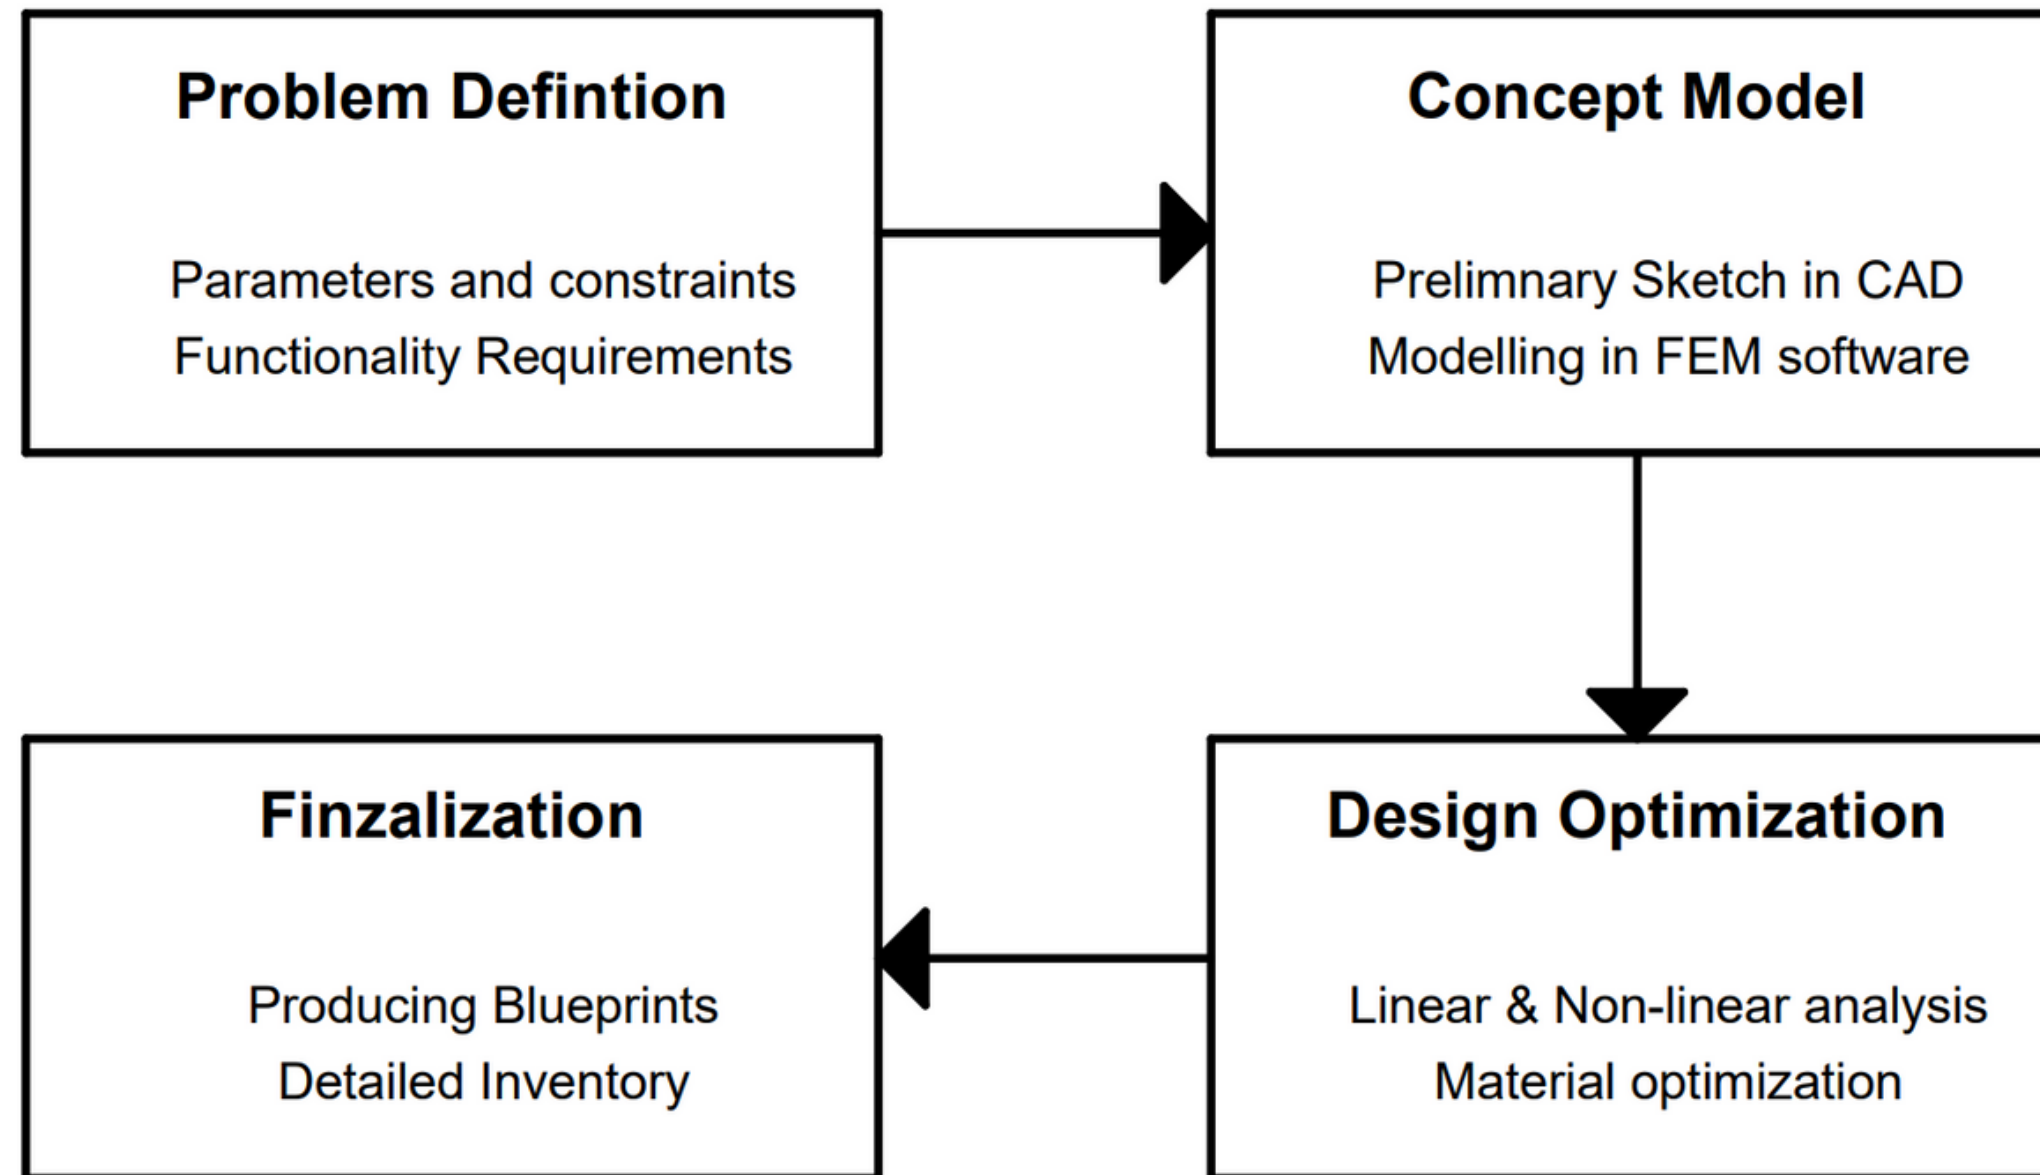 Problem Defintion
Parameters and constraints
Functionality Requirements
Concept Model
Prelimnary Sketch in CAD
Modelling in FEM software
Design Optimization
Linear & Non-linear analysis
Material optimization
Finzalization
Producing Blueprints
Detailed Inventory